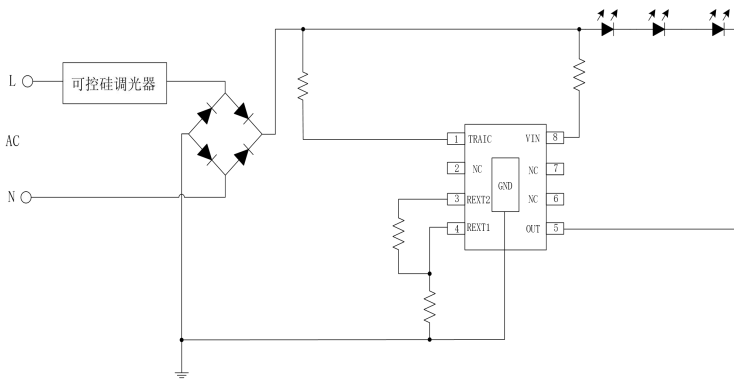 L
可控硅调光器
AC
N
1 TRAIC
VIN 8
2 NC
NC 7
GND
3 REXT2
NC 6
4 REXT1
OUT 5